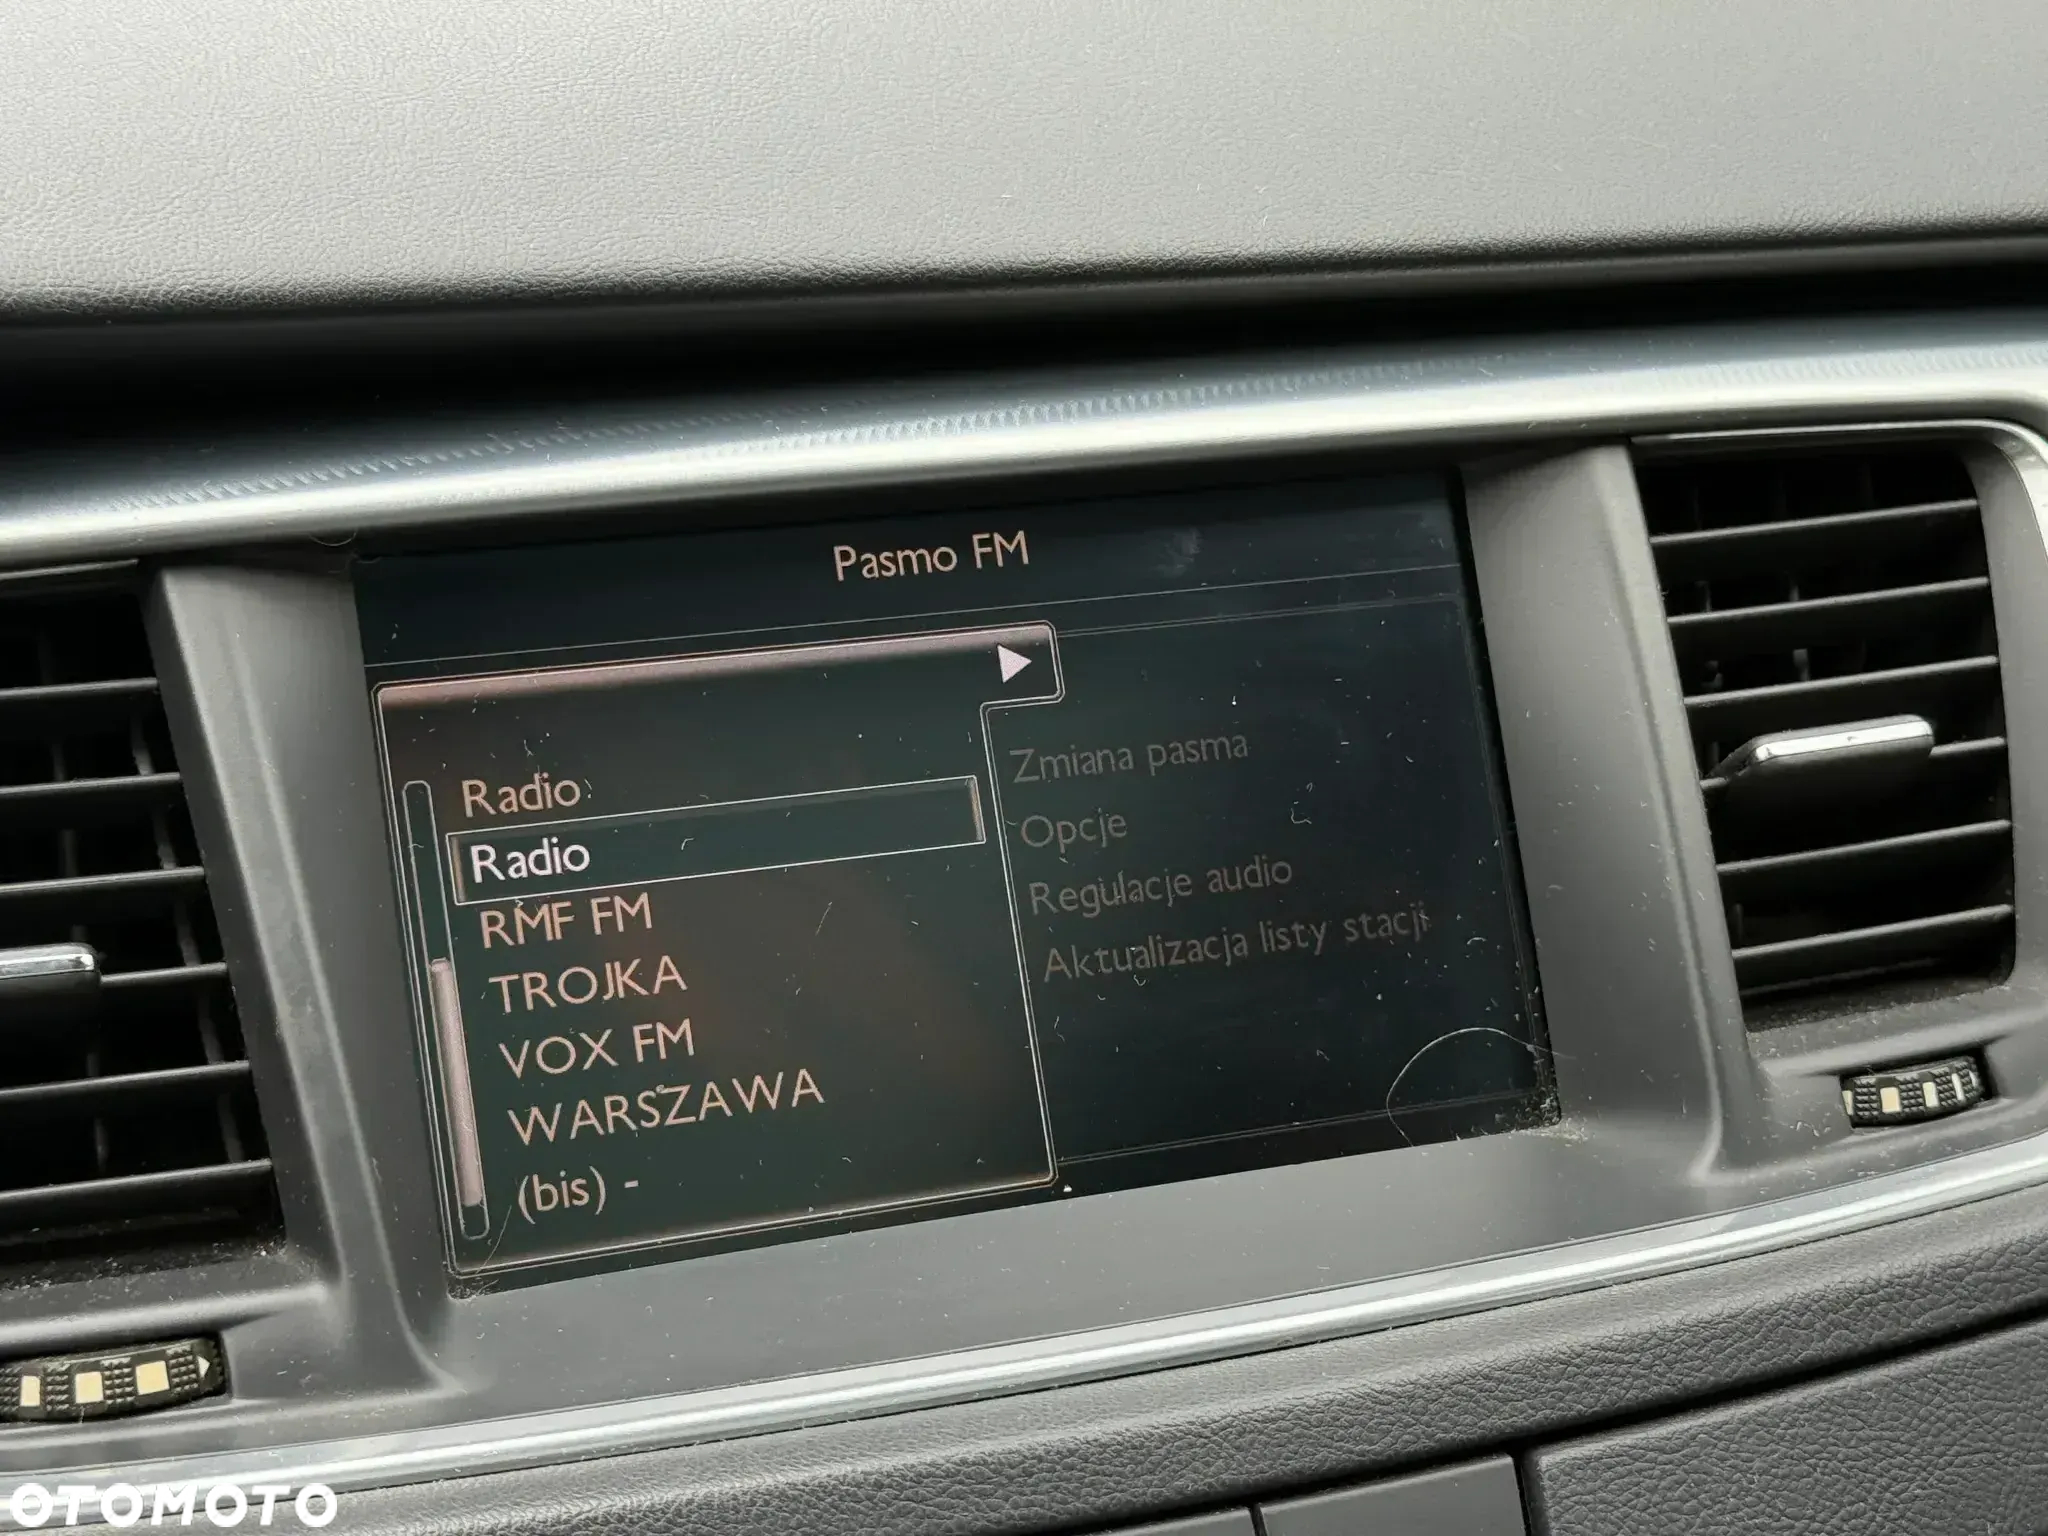 Pasmo FM
Radio
Radio
RMF FM
TROJKA
VOX FM
WARSZAWA
(bis) -
Zmiana pasma
Opcje
Regulacje audio
Aktualizacja listy stacji
OTOMOTO